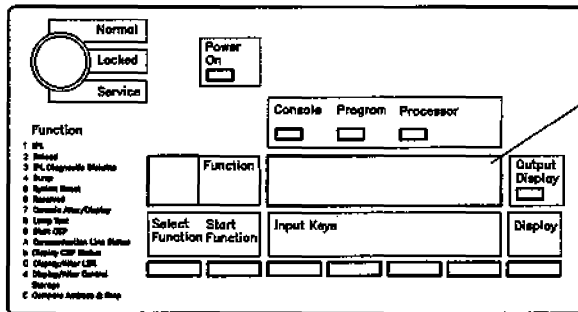 Normal
Locked
Service
Power
On
Console Program Processor
Function
1 IPL
2 Reload
3 IPL Diagnostic Diskette
4 Dump
5 System Reset
6 Reserved
7 Console Alter/Display
8 Lamp Test
9 Start CSP
A Communication Line Status
b Display CSP Status
C Display/Alter LSR
d Display/Alter Control
Storage
E Compare Address & Stop
Function
Output
Display
Select
Function
Start
Function
Input Keys
Display